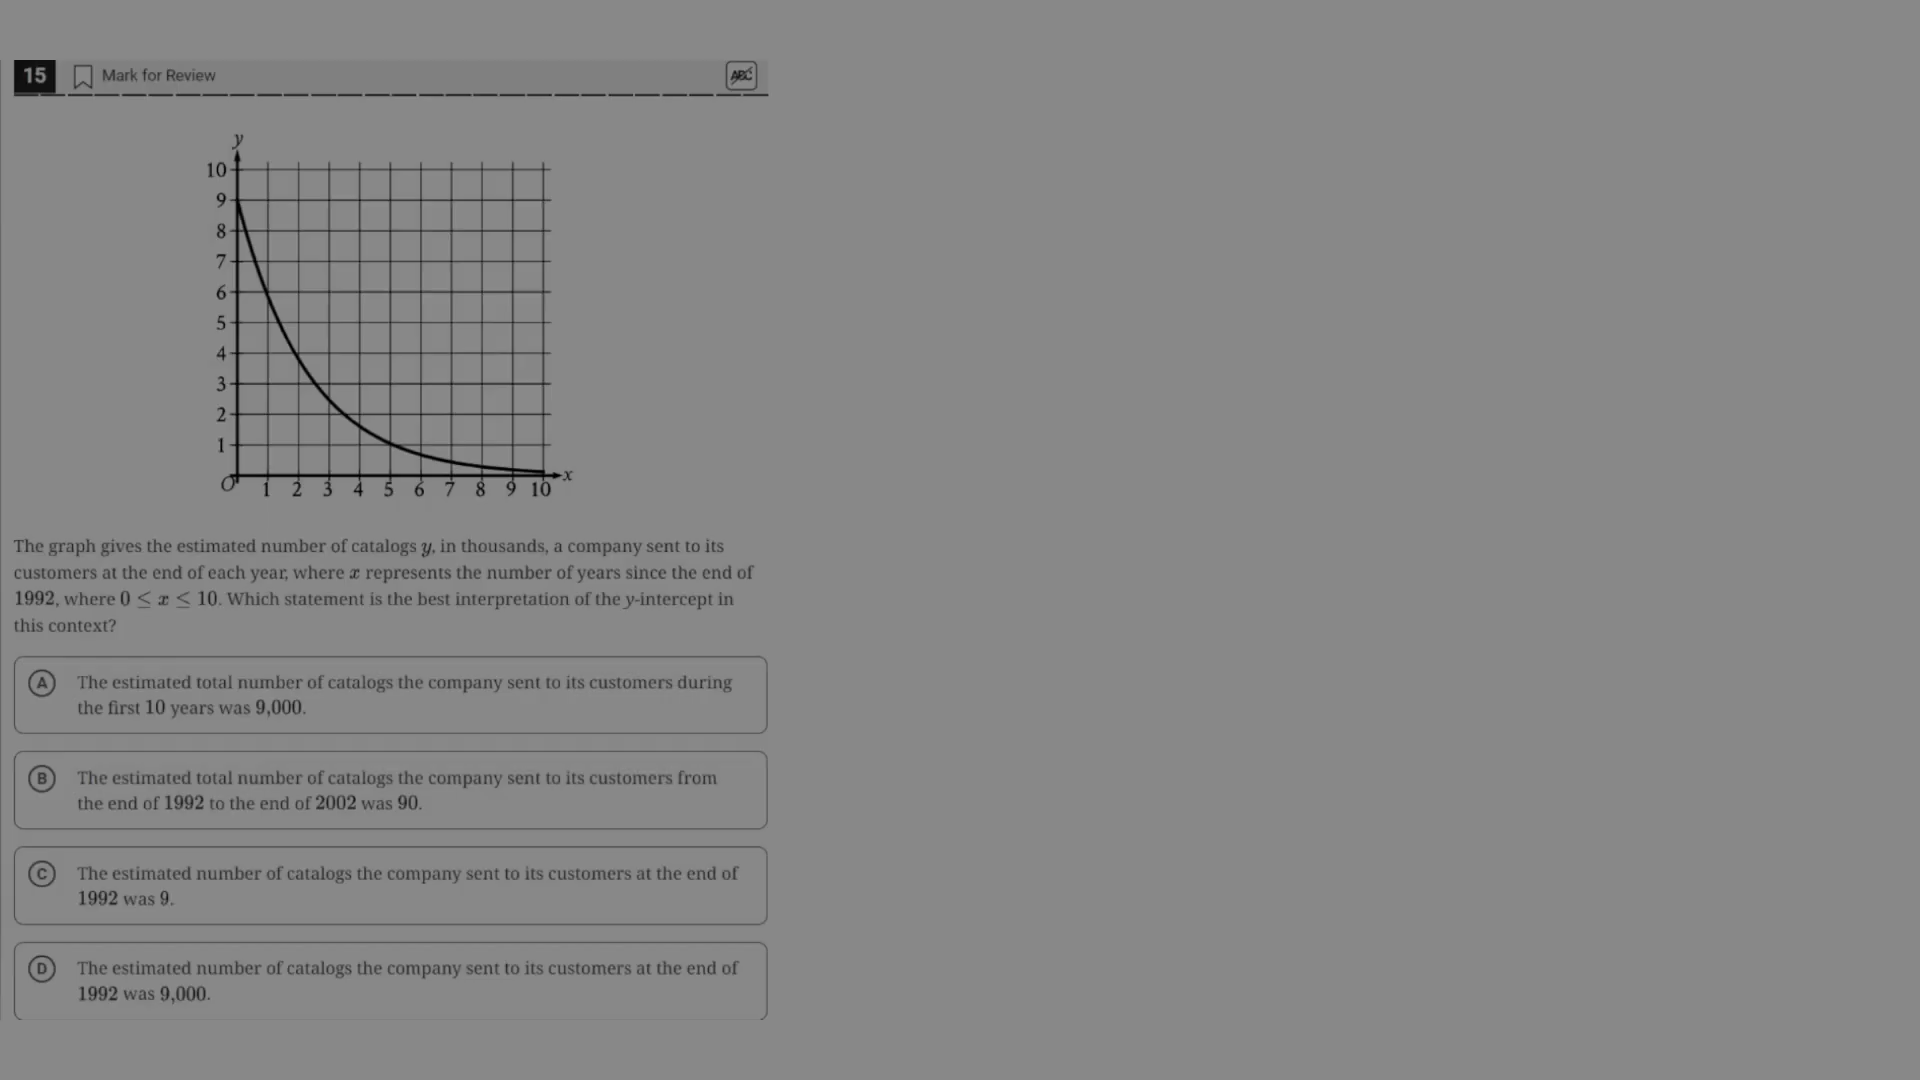 15 Mark for Review ABC
y
10
9
8
7
6
5
4
3
2
1
O 1 2 3 4 5 6 7 8 9 10 x
The graph gives the estimated number of catalogs y, in thousands, a company sent to its
customers at the end of each year, where x represents the number of years since the end of
1992, where 0 ≤ x ≤ 10. Which statement is the best interpretation of the y-intercept in
this context?
A The estimated total number of catalogs the company sent to its customers during
the first 10 years was 9,000.
B The estimated total number of catalogs the company sent to its customers from
the end of 1992 to the end of 2002 was 90.
C The estimated number of catalogs the company sent to its customers at the end of
1992 was 9.
D The estimated number of catalogs the company sent to its customers at the end of
1992 was 9,000.